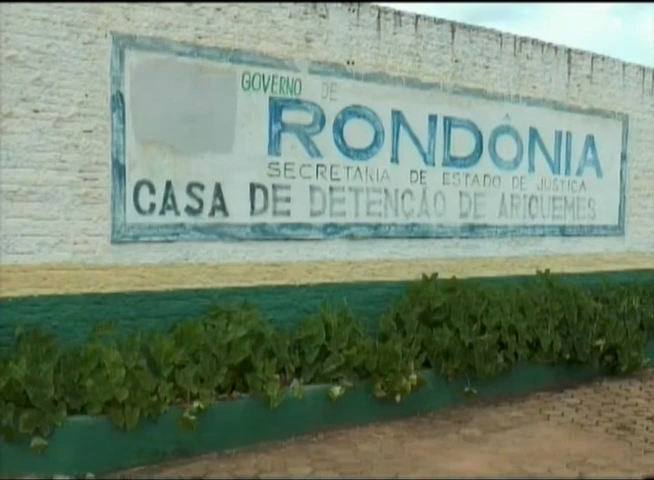 GOVERNO DE
RONDÔNIA
SECRETARIA DE ESTADO DE JUSTIÇA
CASA DE DETENÇÃO DE ARIQUEMES